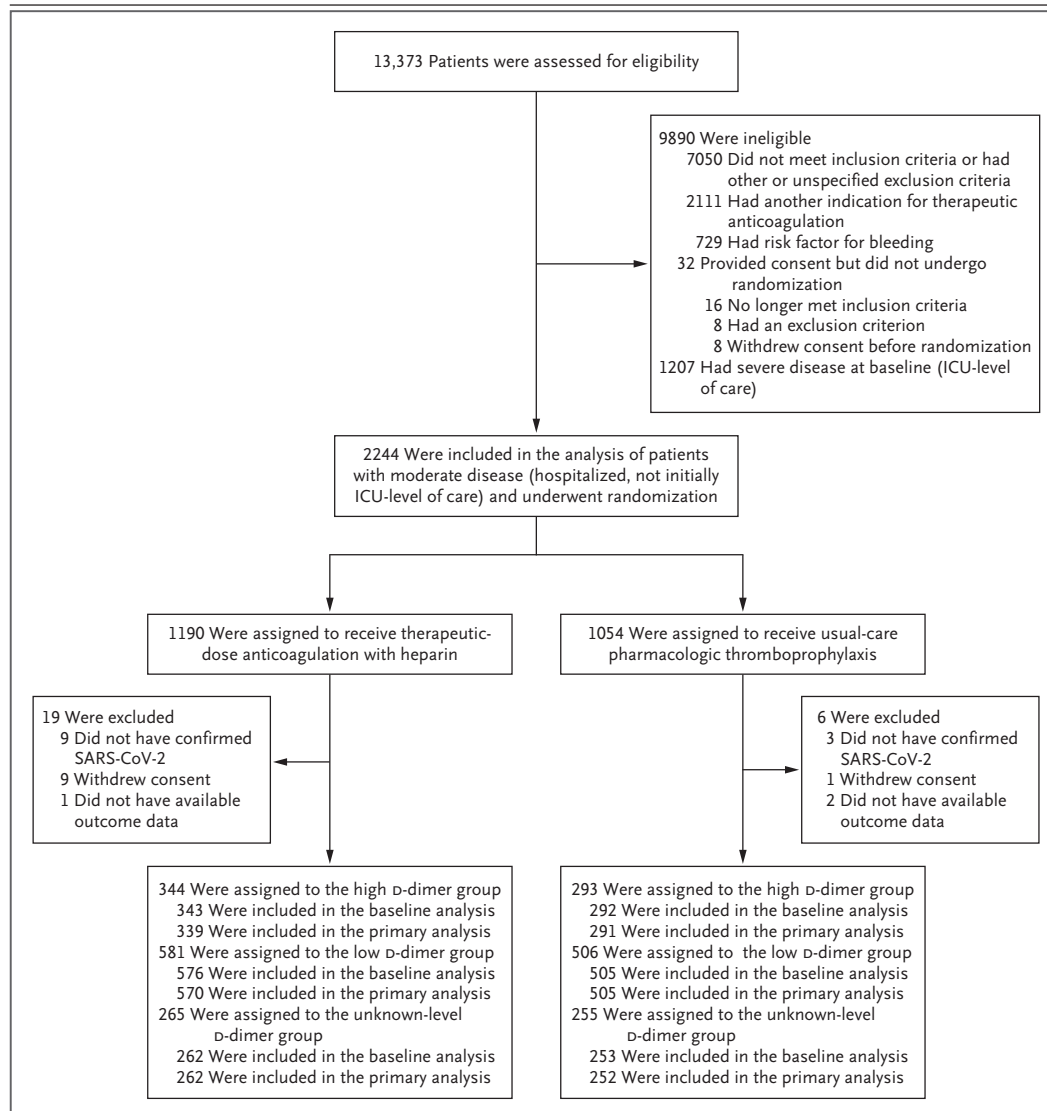 13,373 Patients were assessed for eligibility
9890 Were ineligible
7050 Did not meet inclusion criteria or had
other or unspecified exclusion criteria
2111 Had another indication for therapeutic
anticoagulation
729 Had risk factor for bleeding
32 Provided consent but did not undergo
randomization
16 No longer met inclusion criteria
8 Had an exclusion criterion
8 Withdrew consent before randomization
1207 Had severe disease at baseline (ICU-level
of care)
2244 Were included in the analysis of patients
with moderate disease (hospitalized, not initially
ICU-level of care) and underwent randomization
1190 Were assigned to receive therapeutic-
dose anticoagulation with heparin
1054 Were assigned to receive usual-care
pharmacologic thromboprophylaxis
19 Were excluded
9 Did not have confirmed
SARS-CoV-2
9 Withdrew consent
1 Did not have available
outcome data
6 Were excluded
3 Did not have confirmed
SARS-CoV-2
1 Withdrew consent
2 Did not have available
outcome data
344 Were assigned to the high D-dimer group
343 Were included in the baseline analysis
339 Were included in the primary analysis
581 Were assigned to the low D-dimer group
576 Were included in the baseline analysis
570 Were included in the primary analysis
265 Were assigned to the unknown-level
D-dimer group
262 Were included in the baseline analysis
262 Were included in the primary analysis
293 Were assigned to the high D-dimer group
292 Were included in the baseline analysis
291 Were included in the primary analysis
506 Were assigned to the low D-dimer group
505 Were included in the baseline analysis
505 Were included in the primary analysis
255 Were assigned to the unknown-level
D-dimer group
253 Were included in the baseline analysis
252 Were included in the primary analysis